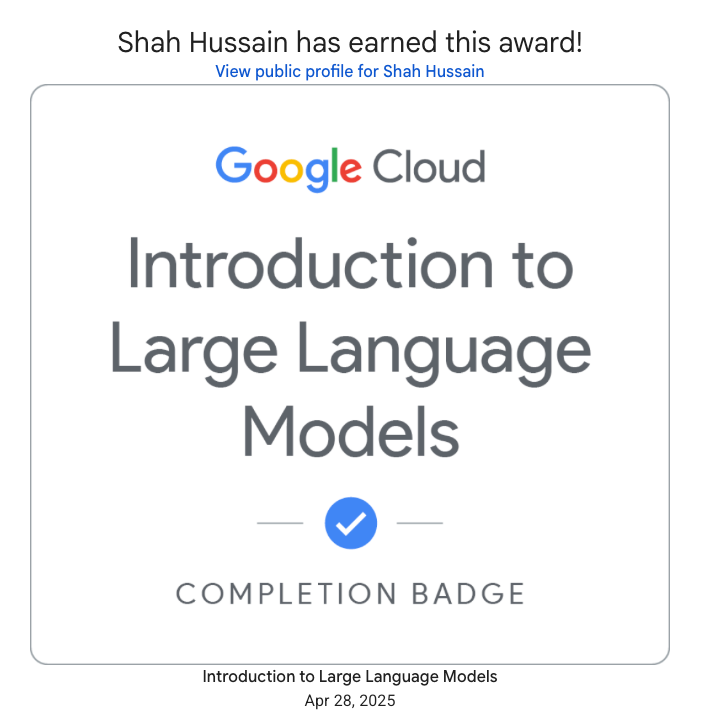 Shah Hussain has earned this award!
View public profile for Shah Hussain
Google Cloud
Introduction to
Large Language
Models
COMPLETION BADGE
Introduction to Large Language Models
Apr 28, 2025